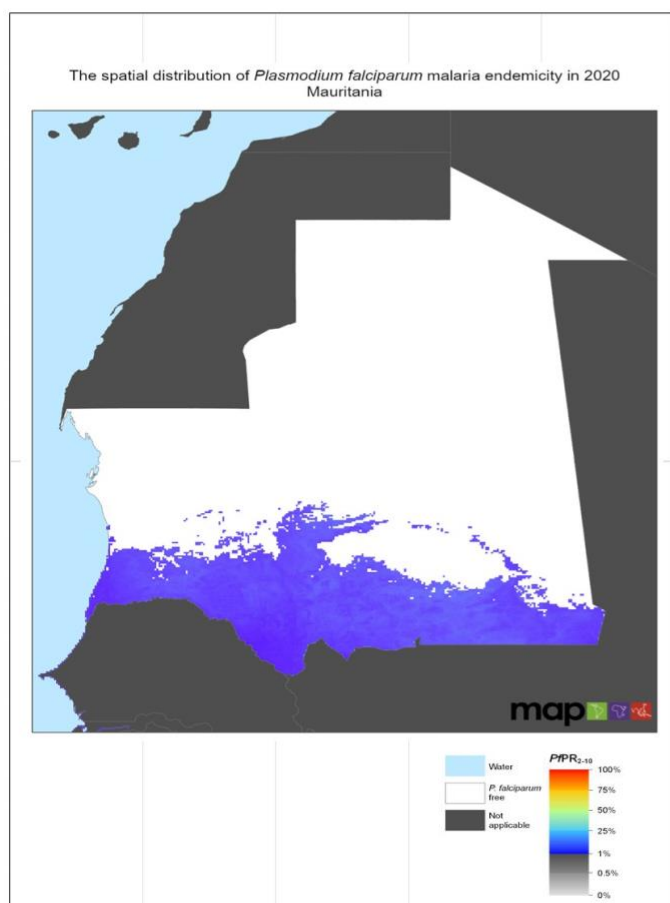 The spatial distribution of Plasmodium falciparum malaria endemicity in 2020
Mauritania
map
Water
P. falciparum
free
Not
applicable
PfPR2-10
100%
75%
50%
25%
1%
0.5%
0%